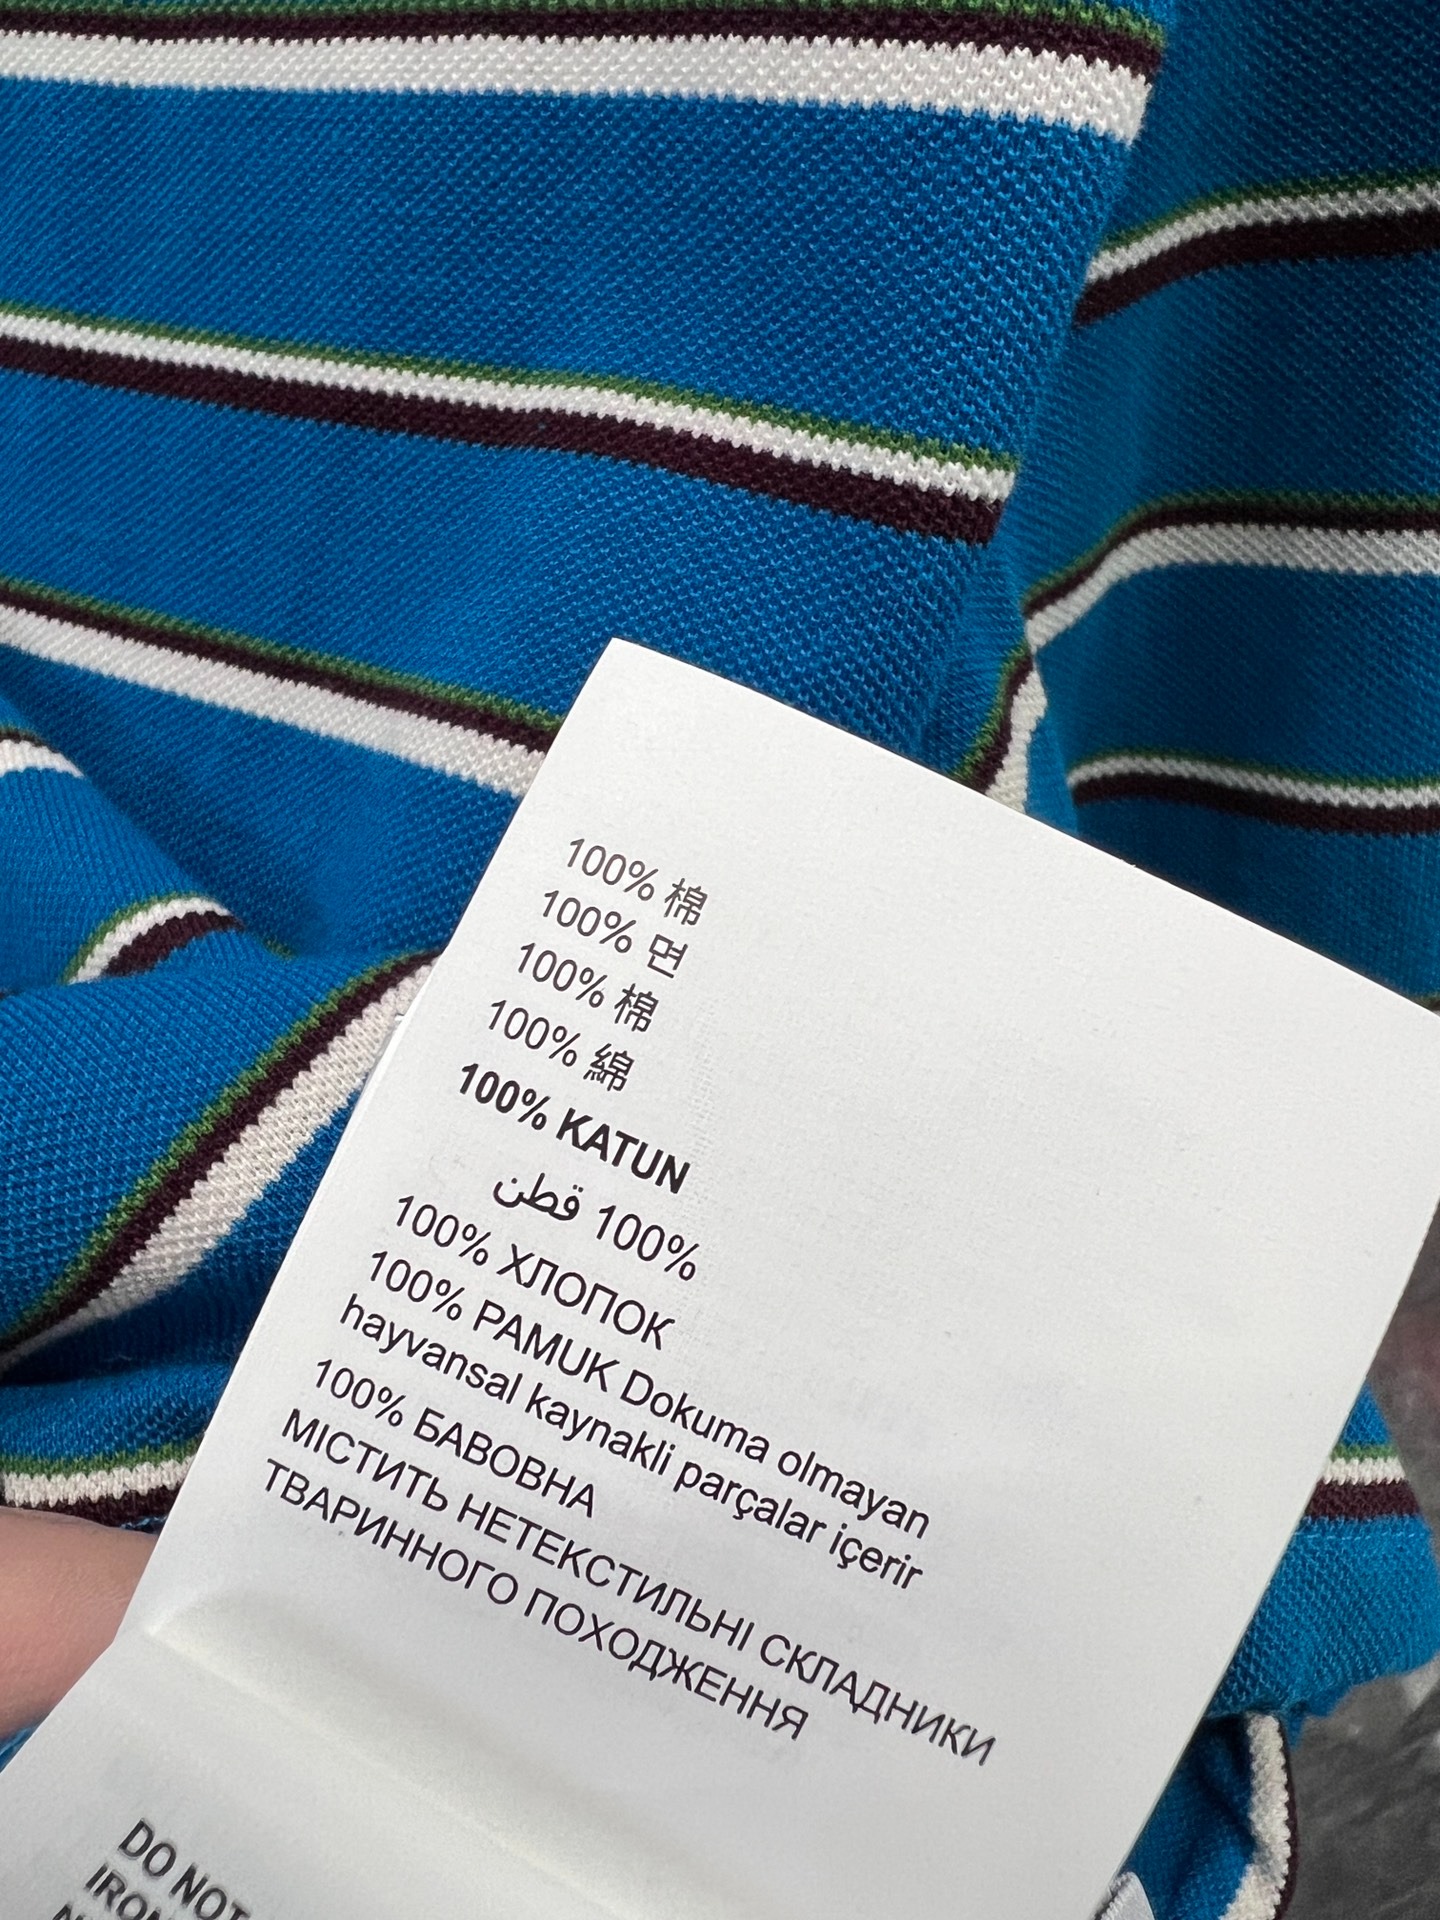 100% 棉
100% 면
100% 棉
100% 綿
100% KATUN
100% قطن
100% ХЛОПОК
100% PAMUK Dokuma olmayan
hayvansal kaynakli parçalar içerir
100% БАВОВНА
МІСТИТЬ НЕТЕКСТИЛЬНІ СКЛАДНИКИ
ТВАРИННОГО ПОХОДЖЕННЯ
DO NOT
IRON